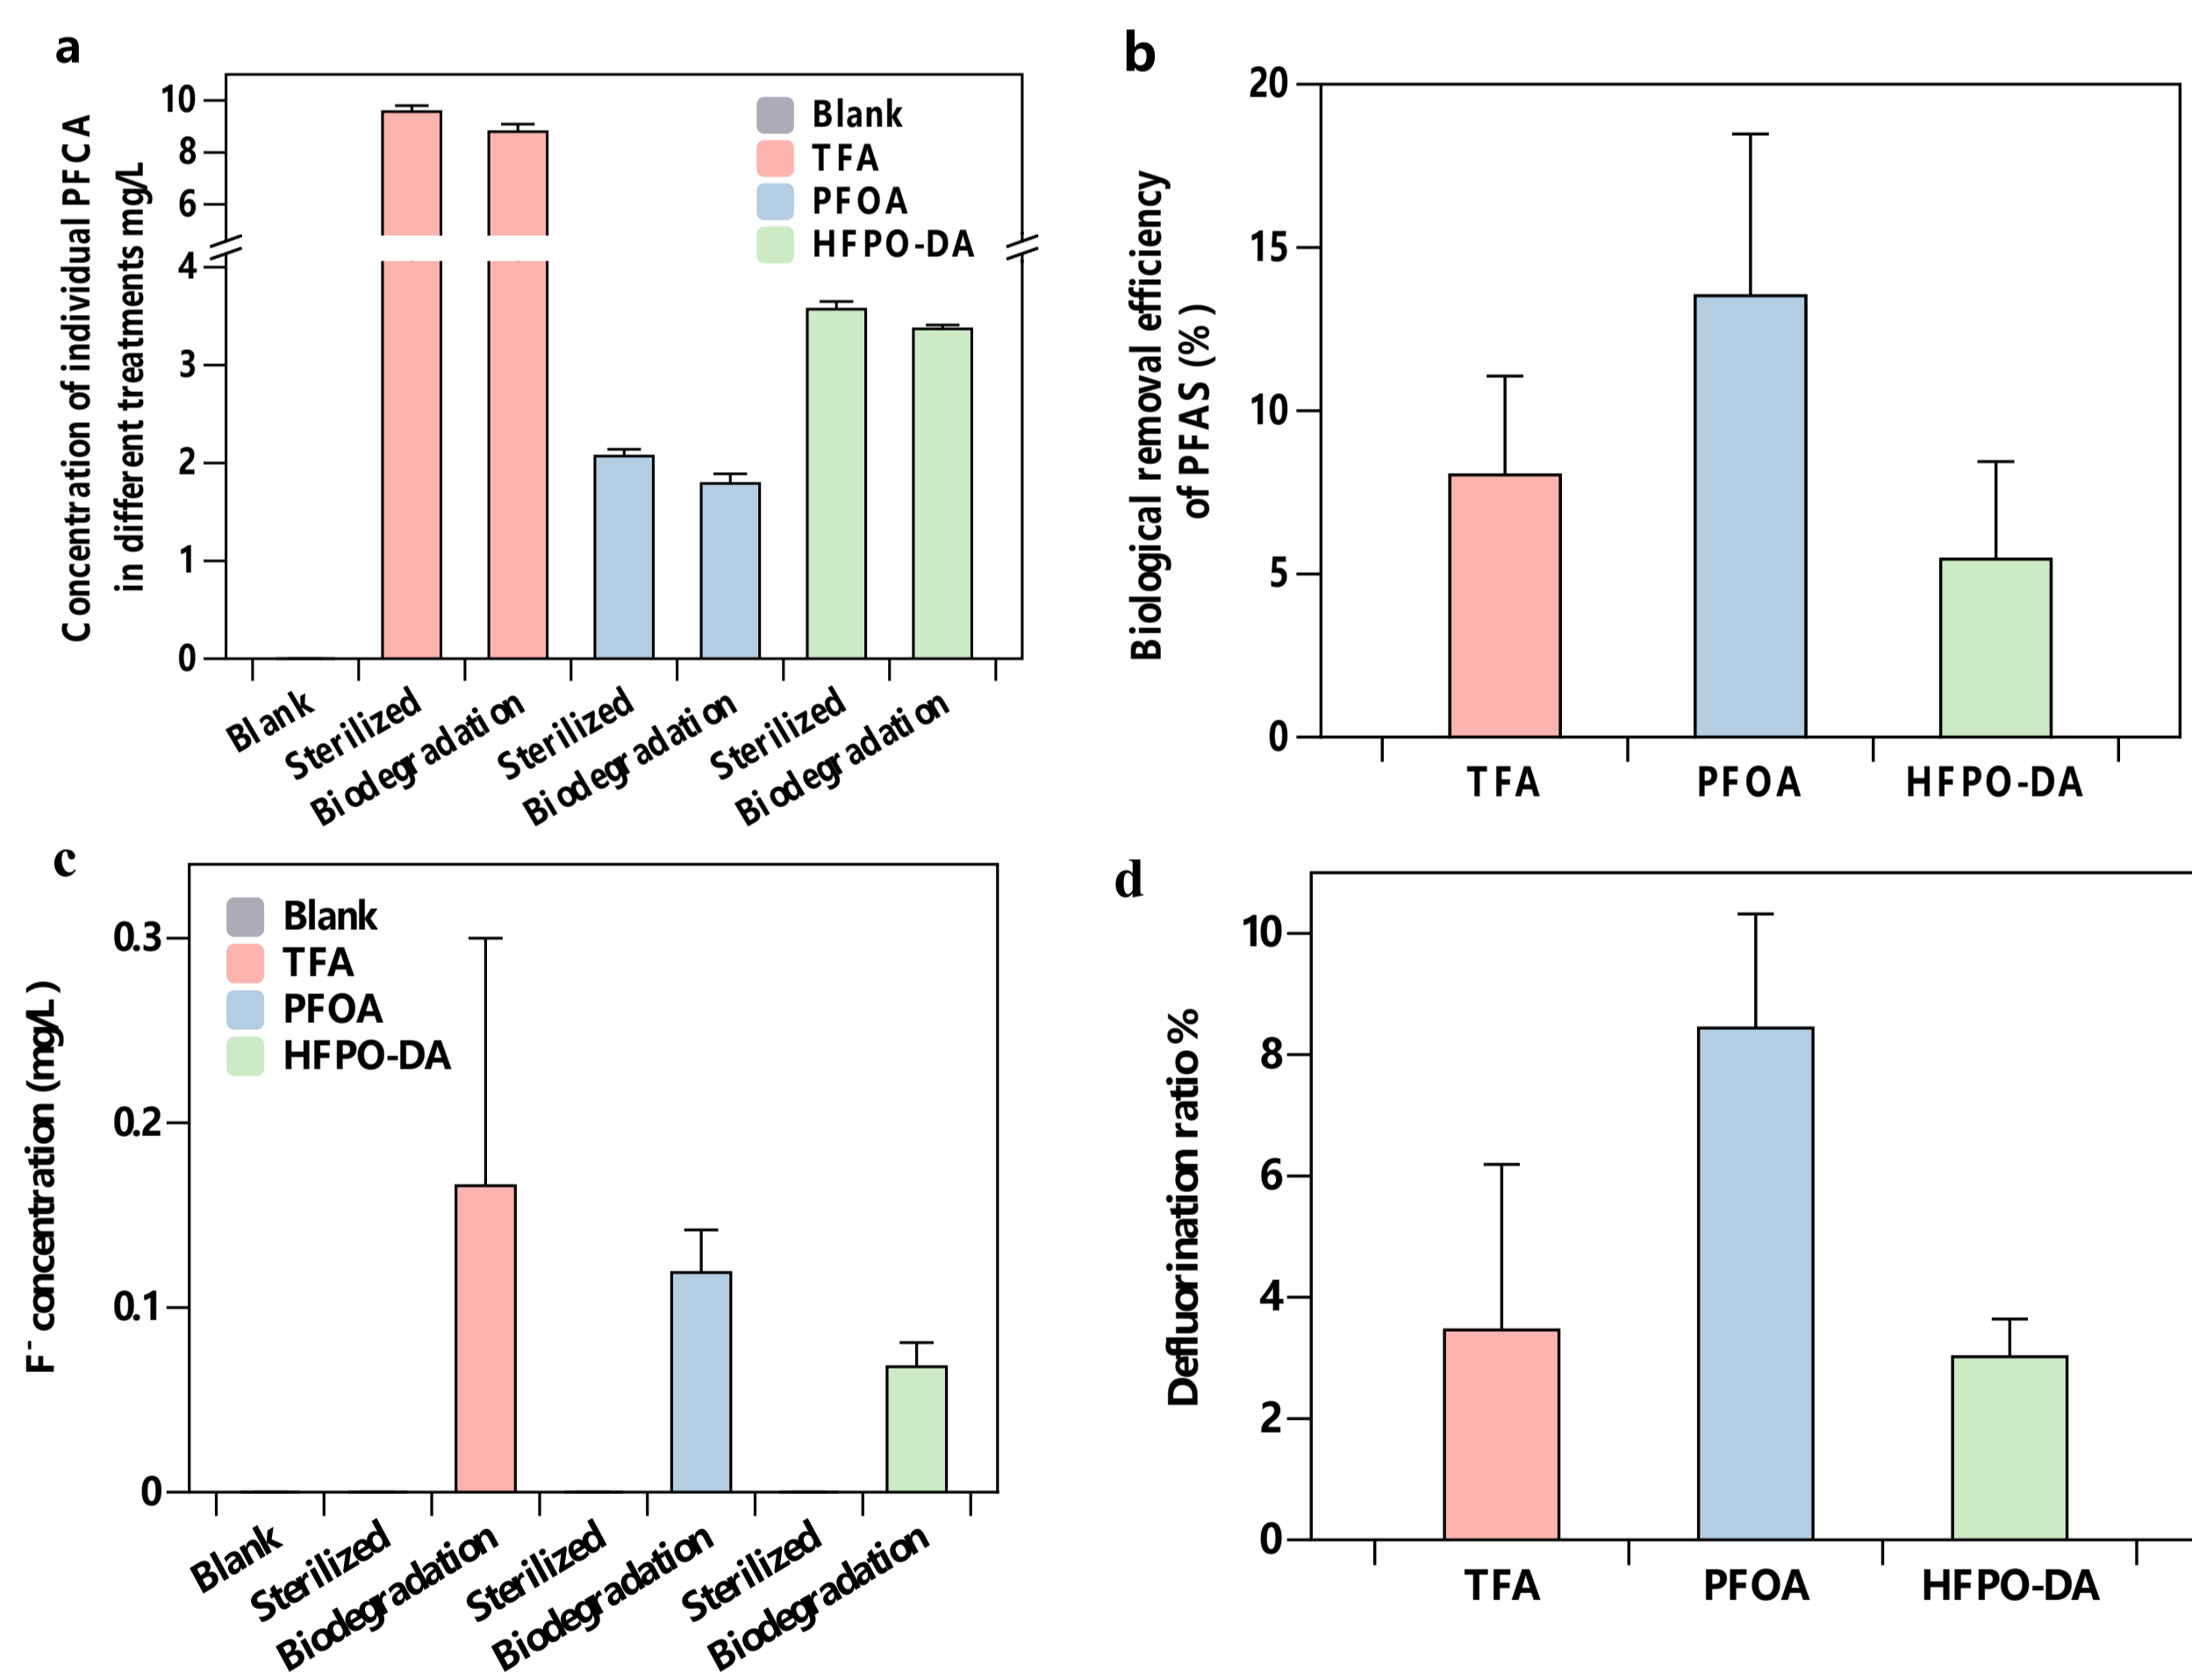 a
Concentration of individual PFCA
in different treatments mg/L
10
8
6
4
3
2
1
0
Blank
TFA
PFOA
HFPO-DA
Blank
Sterilized
Biodegradation
Sterilized
Biodegradation
Sterilized
Biodegradation
b
Biological removal efficiency
of PFAS (%)
20
15
10
5
0
TFA
PFOA
HFPO-DA
c
F⁻ concentration (mg/L)
0.3
0.2
0.1
0
Blank
TFA
PFOA
HFPO-DA
Blank
Sterilized
Biodegradation
Sterilized
Biodegradation
Sterilized
Biodegradation
d
Defluorination ratio %
10
8
6
4
2
0
TFA
PFOA
HFPO-DA